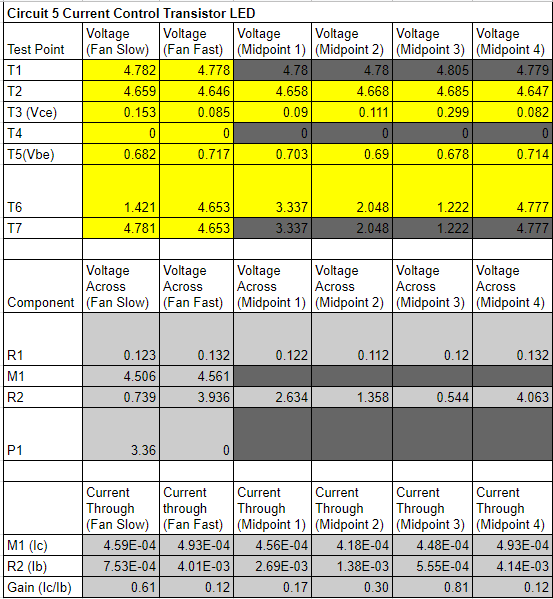 Circuit 5 Current Control Transistor LED
Test Point Voltage (Fan Slow) Voltage (Fan Fast) Voltage (Midpoint 1) Voltage (Midpoint 2) Voltage (Midpoint 3) Voltage (Midpoint 4)
T1 4.782 4.778 4.78 4.78 4.805 4.779
T2 4.659 4.646 4.658 4.668 4.685 4.647
T3 (Vce) 0.153 0.085 0.09 0.111 0.299 0.082
T4 0 0 0 0 0 0
T5(Vbe) 0.682 0.717 0.703 0.69 0.678 0.714
T6 1.421 4.653 3.337 2.048 1.222 4.777
T7 4.781 4.653 3.337 2.048 1.222 4.777
Component Voltage Across (Fan Slow) Voltage Across (Fan Fast) Voltage Across (Midpoint 1) Voltage Across (Midpoint 2) Voltage Across (Midpoint 3) Voltage Across (Midpoint 4)
R1 0.123 0.132 0.122 0.112 0.12 0.132
M1 4.506 4.561
R2 0.739 3.936 2.634 1.358 0.544 4.063
P1 3.36 0
Current Through (Fan Slow) Current through (Fan Fast) Current Through (Midpoint 1) Current Through (Midpoint 2) Current Through (Midpoint 3) Current Through (Midpoint 4)
M1 (Ic) 4.59E-04 4.93E-04 4.56E-04 4.18E-04 4.48E-04 4.93E-04
R2 (Ib) 7.53E-04 4.01E-03 2.69E-03 1.38E-03 5.55E-04 4.14E-03
Gain (Ic/Ib) 0.61 0.12 0.17 0.30 0.81 0.12